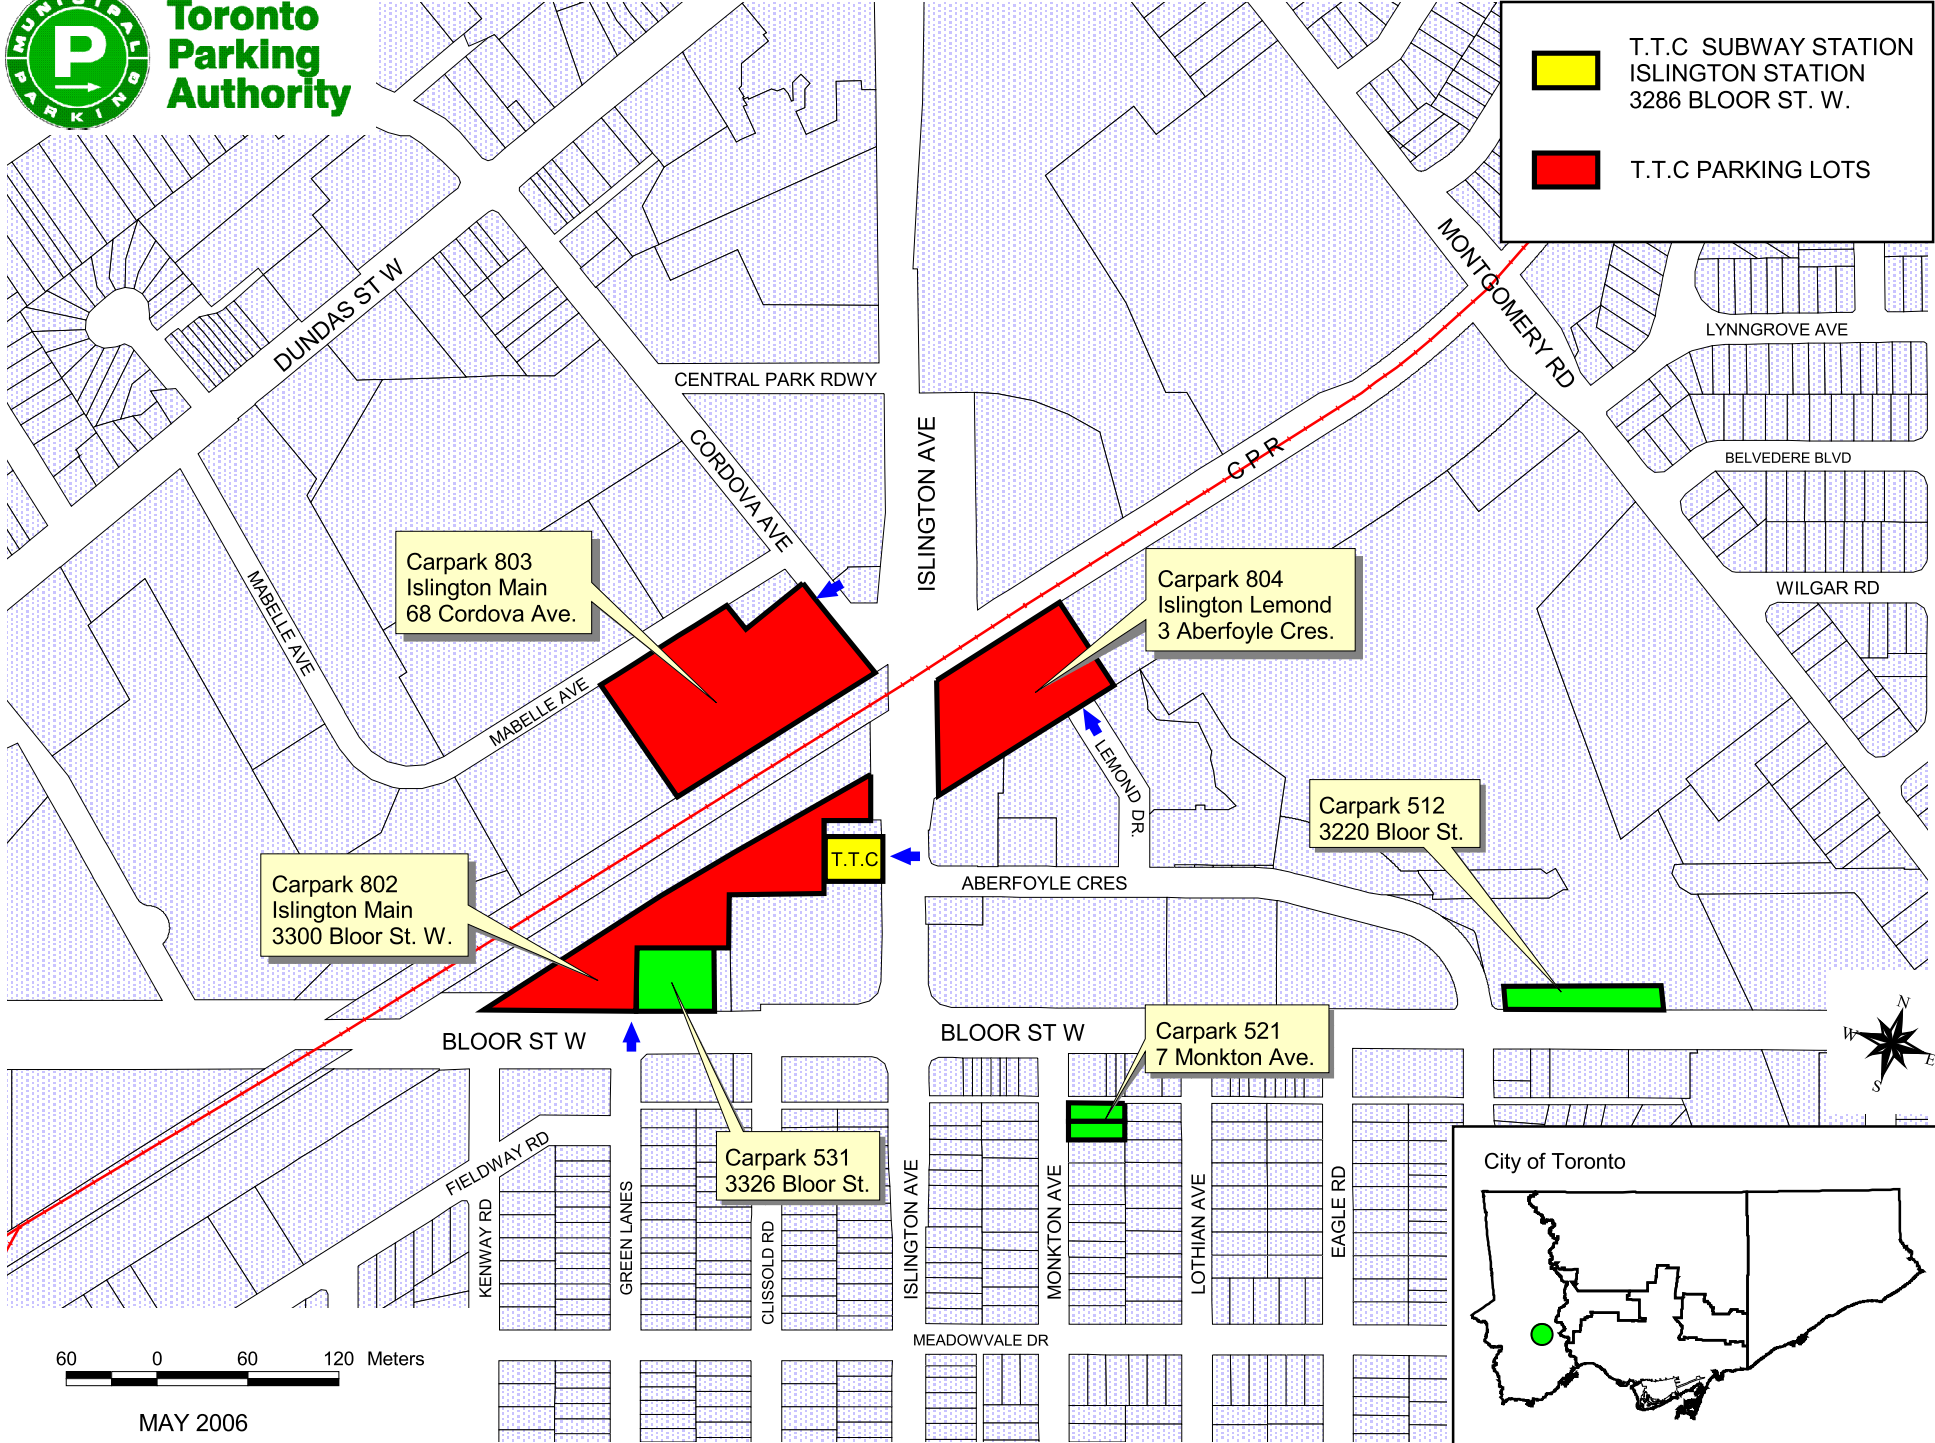 MUNICIPAL
P
PARKING
Toronto
Parking
Authority
T.T.C SUBWAY STATION
ISLINGTON STATION
3286 BLOOR ST. W.
T.T.C PARKING LOTS
DUNDAS ST W
MONTGOMERY RD
LYNNGROVE AVE
CENTRAL PARK RDWY
CORDOVA AVE
ISLINGTON AVE
C P R
BELVEDERE BLVD
Carpark 803
Islington Main
68 Cordova Ave.
Carpark 804
Islington Lemond
3 Aberfoyle Cres.
WILGAR RD
MABELLE AVE
MABELLE AVE
LEMOND DR.
Carpark 512
3220 Bloor St.
T.T.C
Carpark 802
Islington Main
3300 Bloor St. W.
ABERFOYLE CRES
BLOOR ST W
BLOOR ST W
Carpark 521
7 Monkton Ave.
N
W
E
S
FIELDWAY RD
Carpark 531
3326 Bloor St.
KENWAY RD
GREEN LANES
CLISSOLD RD
ISLINGTON AVE
MONKTON AVE
LOTHIAN AVE
EAGLE RD
City of Toronto
MEADOWVALE DR
60 0 60 120 Meters
MAY 2006